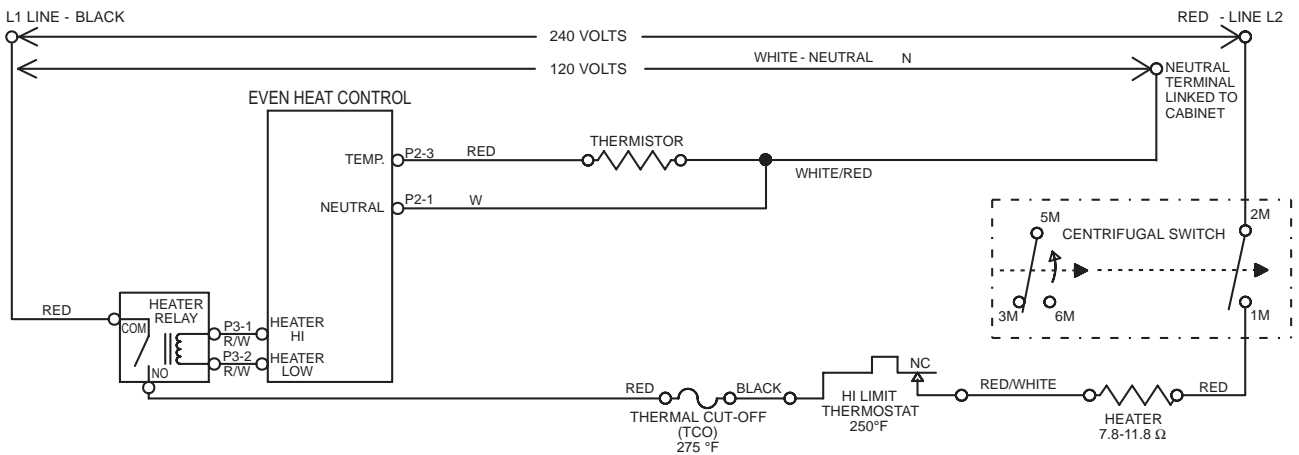 L1 LINE - BLACK
RED - LINE L2
240 VOLTS
WHITE - NEUTRAL N
120 VOLTS
NEUTRAL
TERMINAL
LINKED TO
CABINET
EVEN HEAT CONTROL
THERMISTOR
TEMP.
P2-3
RED
WHITE/RED
NEUTRAL
P2-1
W
5M
2M
CENTRIFUGAL SWITCH
3M
6M
1M
RED
HEATER
RELAY
COM
NO
P3-1
R/W
P3-2
R/W
HEATER
HI
HEATER
LOW
RED
BLACK
THERMAL CUT-OFF
(TCO)
275 °F
NC
HI LIMIT
THERMOSTAT
250°F
RED/WHITE
RED
HEATER
7.8-11.8 Ω